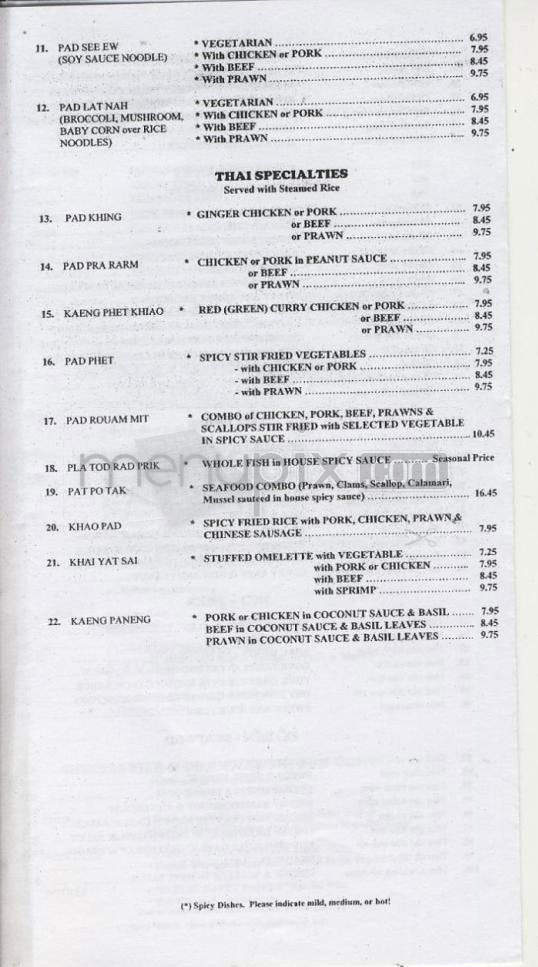 11. PAD SEE EW * VEGETARIAN ........ 6.95
(SOY SAUCE NOODLE) * With CHICKEN or PORK ........ 7.95
* With BEEF ........ 8.45
* With PRAWN ........ 9.75
12. PAD LAT NAH * VEGETARIAN ........ 6.95
(BROCCOLI, MUSHROOM, * With CHICKEN or PORK ........ 7.95
BABY CORN over RICE * With BEEF ........ 8.45
NOODLES) * With PRAWN ........ 9.75
THAI SPECIALTIES
Served with Steamed Rice
13. PAD KHING * GINGER CHICKEN or PORK ........ 7.95
or BEEF ........ 8.45
or PRAWN ........ 9.75
14. PAD PRA RARM * CHICKEN or PORK in PEANUT SAUCE ........ 7.95
or BEEF ........ 8.45
or PRAWN ........ 9.75
15. KAENG PHET KHIAO * RED (GREEN) CURRY CHICKEN or PORK ........ 7.95
or BEEF ........ 8.45
or PRAWN ........ 9.75
16. PAD PHET * SPICY STIR FRIED VEGETABLES ........ 7.25
- with CHICKEN or PORK ........ 7.95
- with BEEF ........ 8.45
- with PRAWN ........ 9.75
17. PAD ROUAM MIT * COMBO of CHICKEN, PORK, BEEF, PRAWNS &
SCALLOPS STIR FRIED with SELECTED VEGETABLE
IN SPICY SAUCE ........ 10.45
18. PLA TOD RAD PRIK * WHOLE FISH in HOUSE SPICY SAUCE ........ Seasonal Price
menupix.com
19. PAT PO TAK * SEAFOOD COMBO (Prawn, Clams, Scallop, Calamari,
Mussel sauteed in house spicy sauce) ........ 16.45
20. KHAO PAD * SPICY FRIED RICE with PORK, CHICKEN, PRAWN &
CHINESE SAUSAGE ........ 7.95
21. KHAI YAT SAI * STUFFED OMELETTE with VEGETABLE ........ 7.25
with PORK or CHICKEN ........ 7.95
with BEEF ........ 8.45
with SPRIMP ........ 9.75
22. KAENG PANENG * PORK or CHICKEN in COCONUT SAUCE & BASIL ........ 7.95
BEEF in COCONUT SAUCE & BASIL LEAVES ........ 8.45
PRAWN in COCONUT SAUCE & BASIL LEAVES ........ 9.75
(*) Spicy Dishes. Please indicate mild, medium, or hot!